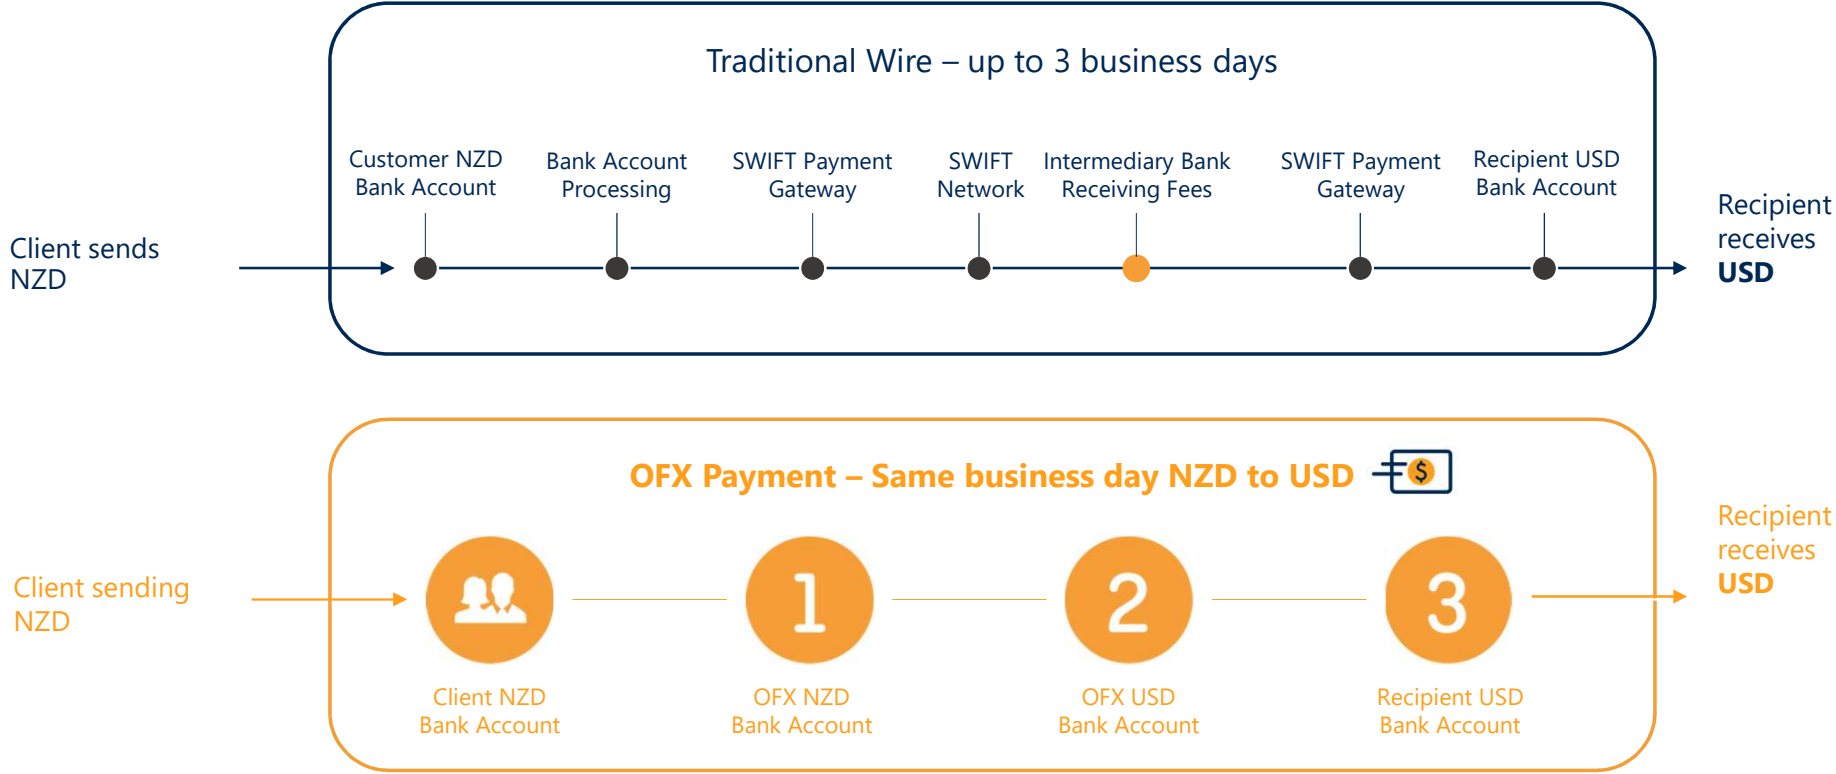 Traditional Wire – up to 3 business days
Customer NZD
Bank Account
Bank Account
Processing
SWIFT Payment
Gateway
SWIFT
Network
Intermediary Bank
Receiving Fees
SWIFT Payment
Gateway
Recipient USD
Bank Account
Client sends
NZD
Recipient
receives
USD
OFX Payment – Same business day NZD to USD
$
Client sending
NZD
1
2
3
Client NZD
Bank Account
OFX NZD
Bank Account
OFX USD
Bank Account
Recipient USD
Bank Account
Recipient
receives
USD